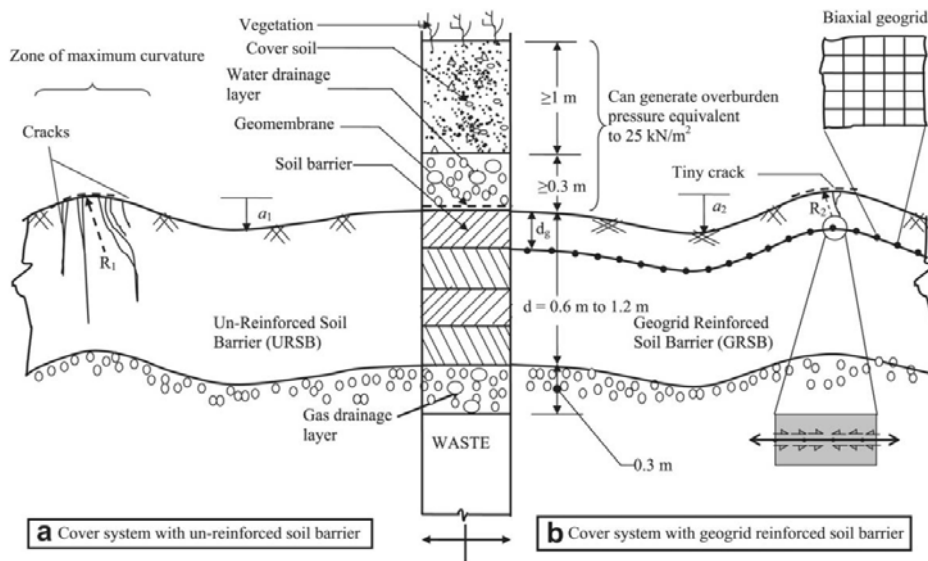 Vegetation
Cover soil
Water drainage
layer
Geomembrane
Soil barrier
Zone of maximum curvature
Cracks
a₁
R₁
Un-Reinforced Soil
Barrier (URSB)
Gas drainage
layer
WASTE
≥1 m
≥0.3 m
Can generate overburden
pressure equivalent
to 25 kN/m²
Biaxial geogrid
Tiny crack
a₂
R₂
d_g
d = 0.6 m to 1.2 m
Geogrid Reinforced
Soil Barrier (GRSB)
0.3 m
a Cover system with un-reinforced soil barrier
b Cover system with geogrid reinforced soil barrier